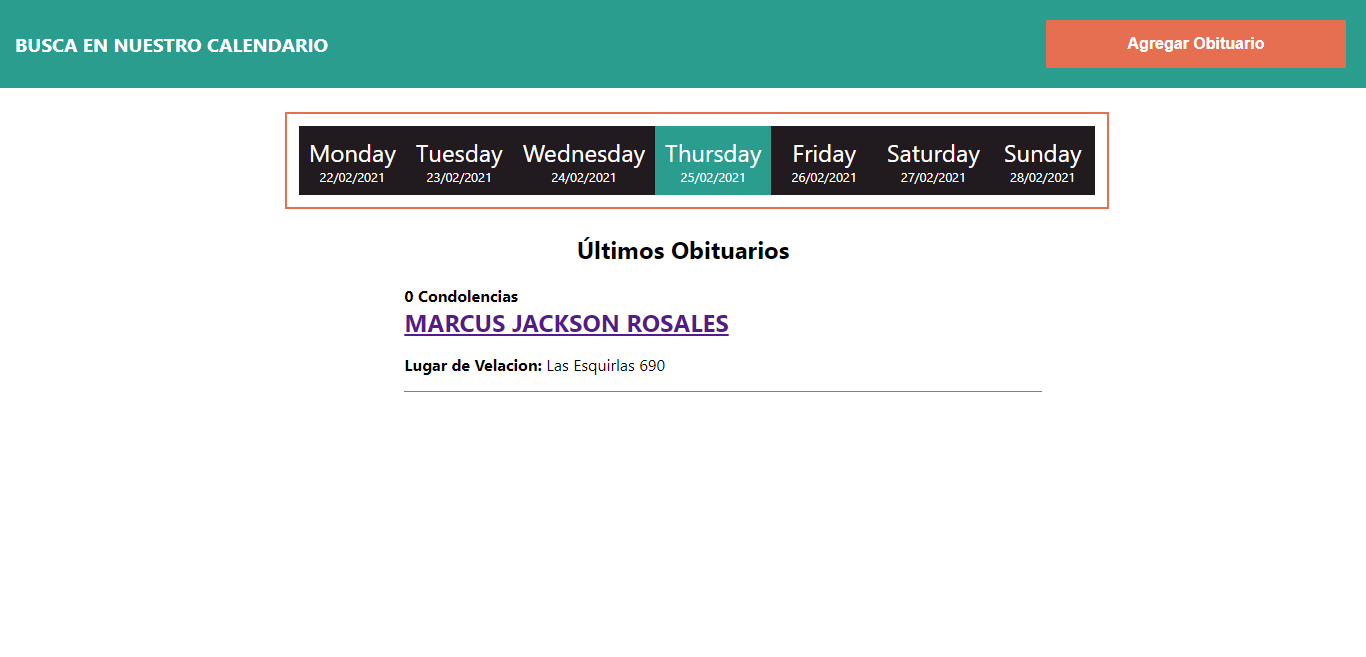 BUSCA EN NUESTRO CALENDARIO
Agregar Obituario
Monday Tuesday Wednesday Thursday Friday Saturday Sunday
22/02/2021 23/02/2021 24/02/2021 25/02/2021 26/02/2021 27/02/2021 28/02/2021
Últimos Obituarios
0 Condolencias
MARCUS JACKSON ROSALES
Lugar de Velacion: Las Esquirlas 690